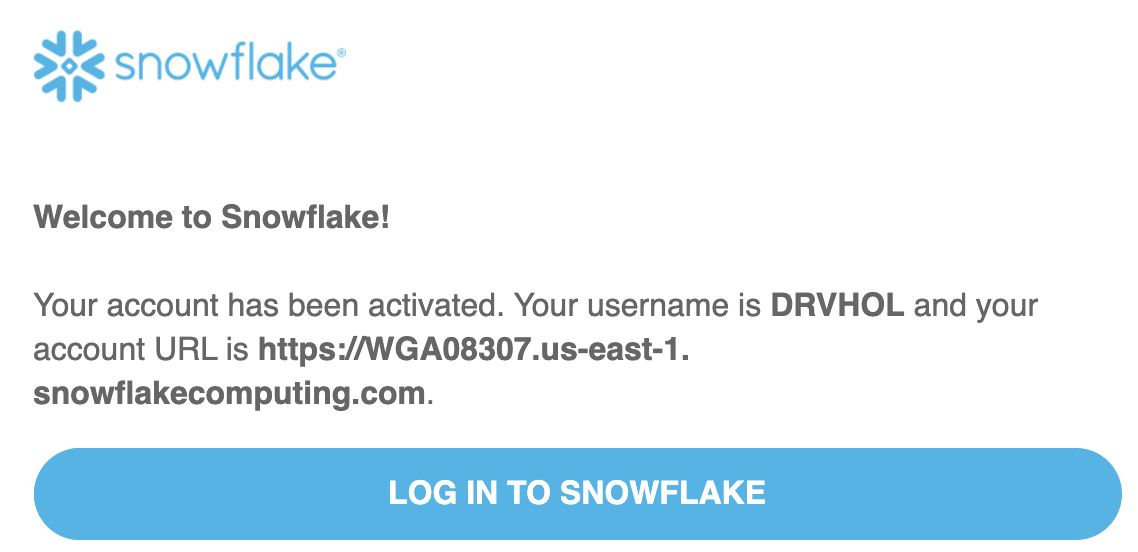 snowflake®
Welcome to Snowflake!
Your account has been activated. Your username is DRVHOL and your
account URL is https://WGA08307.us-east-1.
snowflakecomputing.com.
LOG IN TO SNOWFLAKE